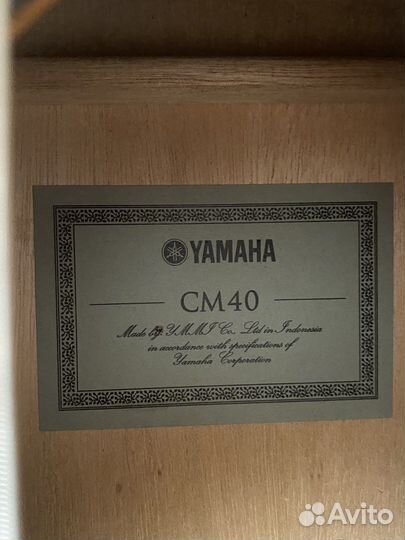 YAMAHA
CM40
Made by: YMMI Co., Ltd in Indonesia
in accordance with specifications of
Yamaha Corporation
Avito